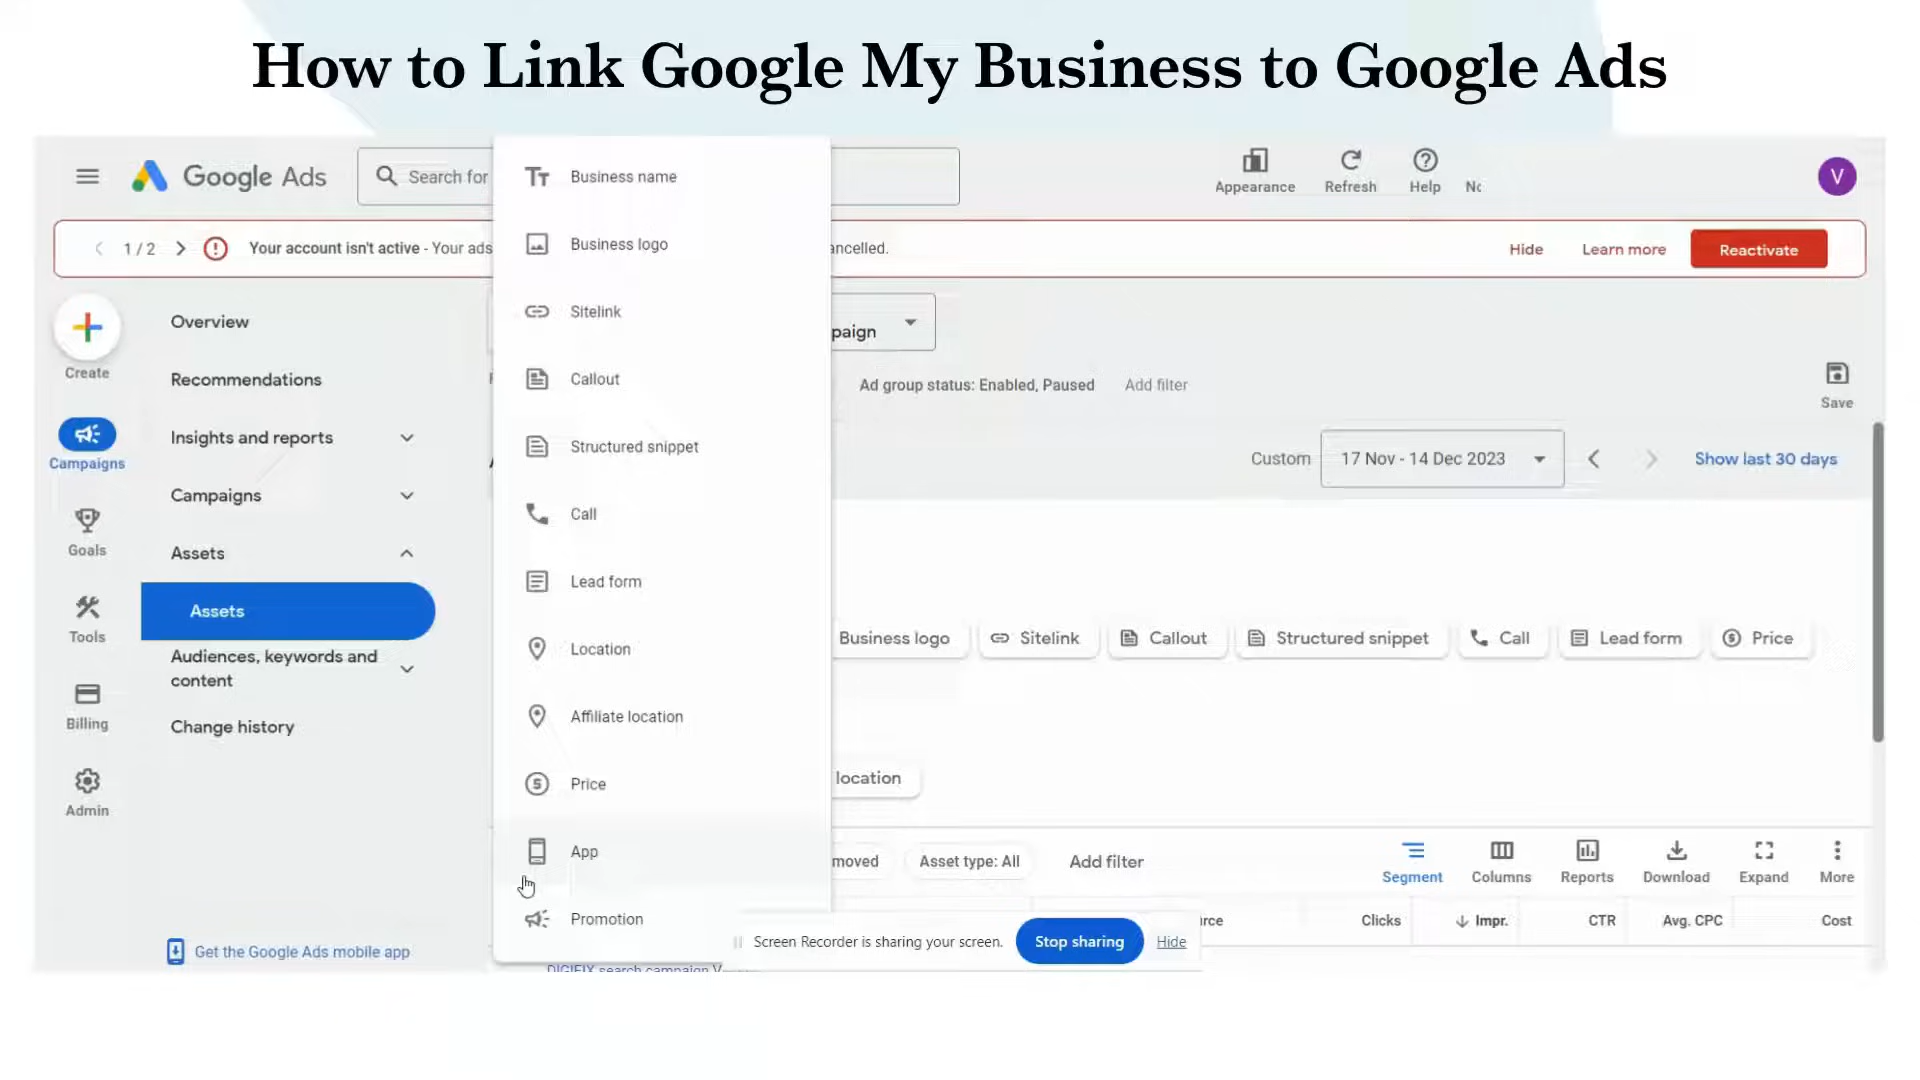 How to Link Google My Business to Google Ads
Google Ads
Search for
Appearance
Refresh
Help
V
1 / 2
Your account isn't active - Your ads
ancelled.
Hide
Learn more
Reactivate
Create
Campaigns
Goals
Tools
Billing
Admin
Overview
Recommendations
Insights and reports
Campaigns
Assets
Assets
Audiences, keywords and
content
Change history
Get the Google Ads mobile app
Business name
Business logo
Sitelink
Callout
Structured snippet
Call
Lead form
Location
Affiliate location
Price
App
Promotion
paign
Ad group status: Enabled, Paused
Add filter
Save
Custom
17 Nov - 14 Dec 2023
Show last 30 days
Business logo
Sitelink
Callout
Structured snippet
Call
Lead form
Price
location
moved
Asset type: All
Add filter
Segment
Columns
Reports
Download
Expand
More
rce
Clicks
Impr.
CTR
Avg. CPC
Cost
Screen Recorder is sharing your screen.
Stop sharing
Hide
DIGIFIX search campaign